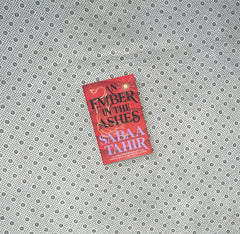 AN
EMBER
IN THE
ASHES
SABAA
TAHIR